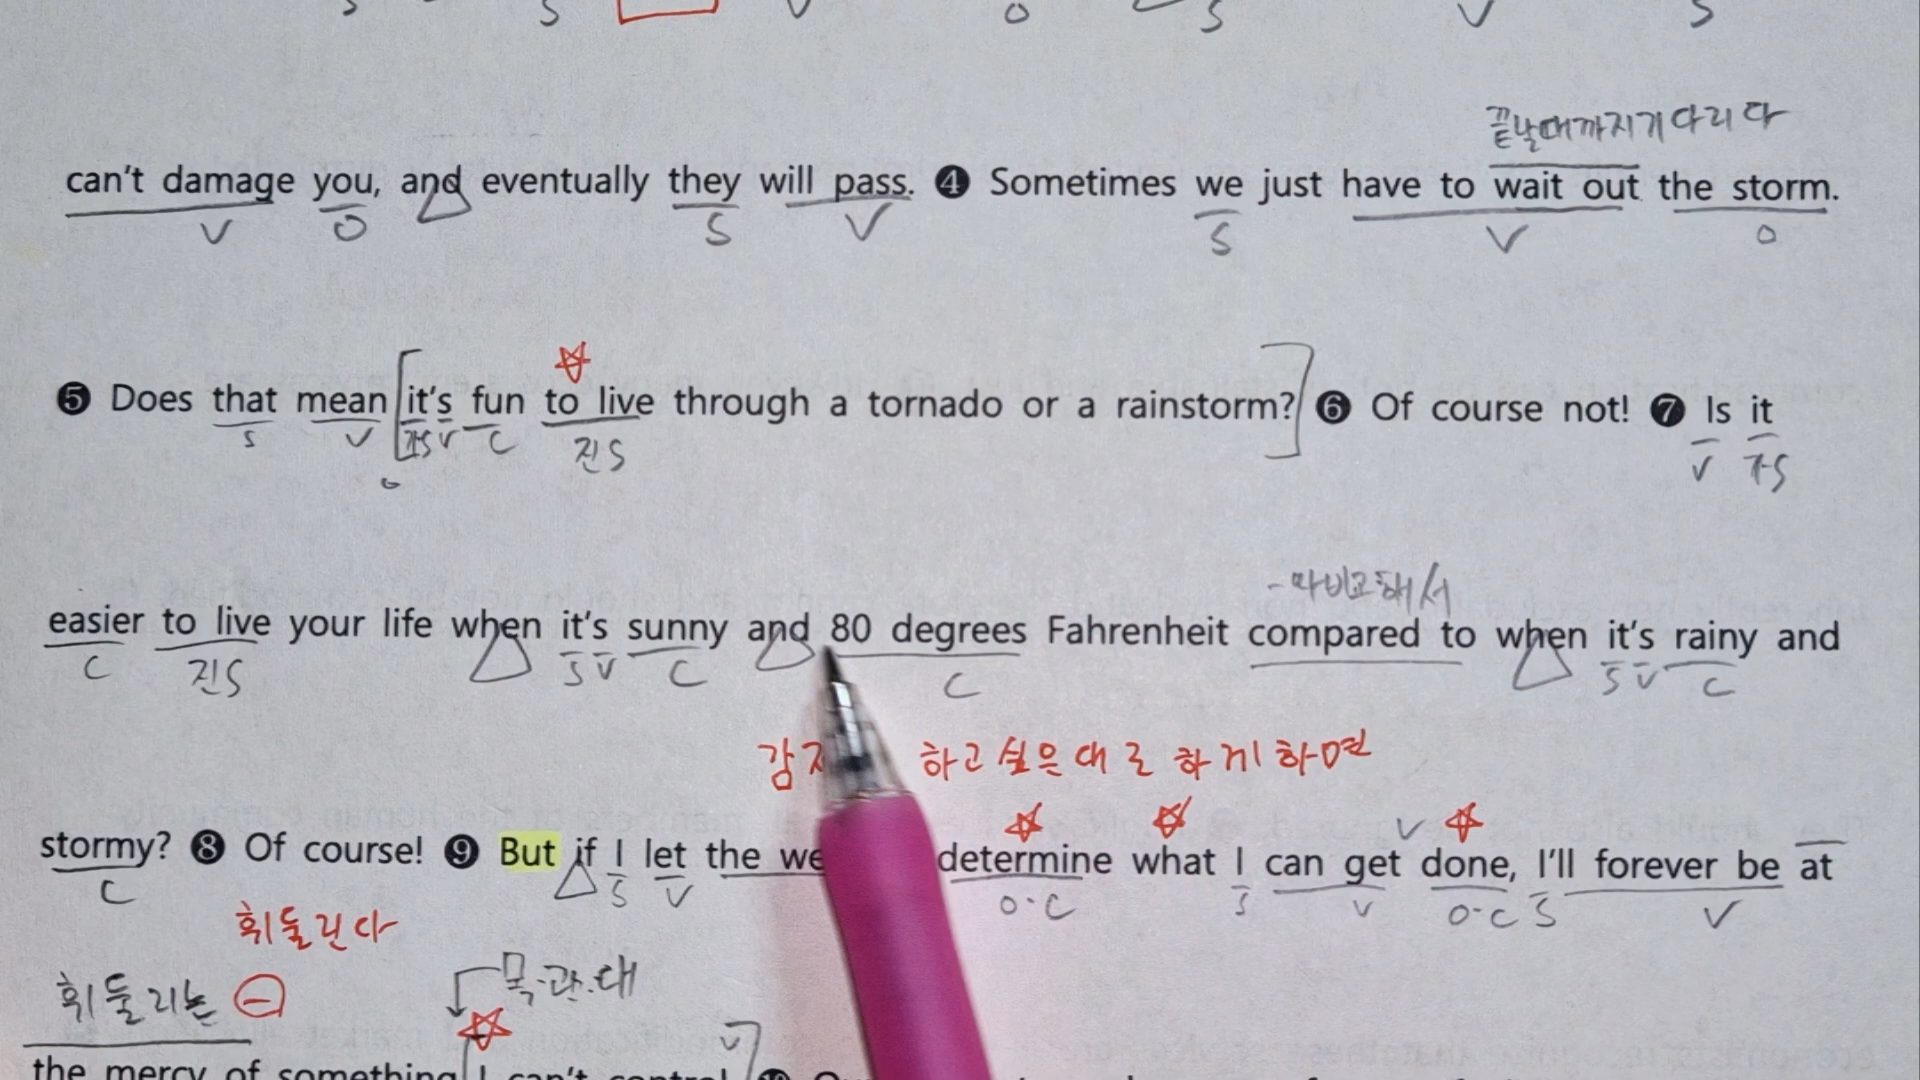 S S V O S V S
끝날때까지기다리다
can't damage you, and eventually they will pass. ❹ Sometimes we just have to wait out the storm.
V O S V S V O
❺ Does that mean [it's fun to live through a tornado or a rainstorm?] ❻ Of course not! ❼ Is it
S V 가S V C 진S V 가S
O
-와비교해서
easier to live your life when it's sunny and 80 degrees Fahrenheit compared to when it's rainy and
C 진S S V C C S V C
하고싶은대로하게하면
V
stormy? ❽ Of course! ❾ But if I let the determine what I can get done, I'll forever be at
C S V O·C S V O·C S V
휘둘린다
휘둘리는 - 목·관·대
V
the mercy of something I can't control